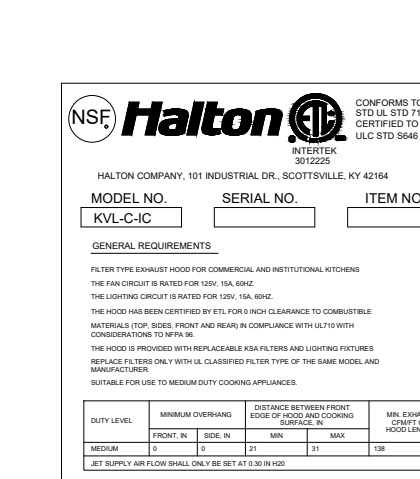 NSF Halton ETL CONFORMS TO
STD UL STD 71
CERTIFIED TO
ULC STD S646
INTERTEK
3012225
HALTON COMPANY, 101 INDUSTRIAL DR., SCOTTSVILLE, KY 42164
MODEL NO. SERIAL NO. ITEM NO
KVL-C-IC
GENERAL REQUIREMENTS
FILTER TYPE EXHAUST HOOD FOR COMMERCIAL AND INSTITUTIONAL KITCHENS
THE FAN CIRCUIT IS RATED FOR 125V, 15A, 60HZ.
THE LIGHTING CIRCUIT IS RATED FOR 125V, 15A, 60HZ.
THE HOOD HAS BEEN CERTIFIED BY ETL FOR 0 INCH CLEARANCE TO COMBUSTIBLE
MATERIALS (TOP, SIDES, FRONT AND REAR) IN COMPLIANCE WITH UL710 WITH
CONSIDERATIONS TO NFPA 96.
THE HOOD IS PROVIDED WITH REPLACEABLE KSA FILTERS AND LIGHTING FIXTURES
REPLACE FILTERS ONLY WITH UL CLASSIFIED FILTER TYPE OF THE SAME MODEL AND
MANUFACTURER.
SUITABLE FOR USE TO MEDIUM DUTY COOKING APPLIANCES.
DUTY LEVEL
MINIMUM OVERHANG
DISTANCE BETWEEN FRONT
EDGE OF HOOD AND COOKING
SURFACE, IN
MIN. EXHA
CFM/FT
HOOD LEN
FRONT, IN SIDE, IN MIN MAX
MEDIUM 0 0 21 31 138
JET SUPPLY AIR FLOW SHALL ONLY BE SET AT 0.30 IN H20